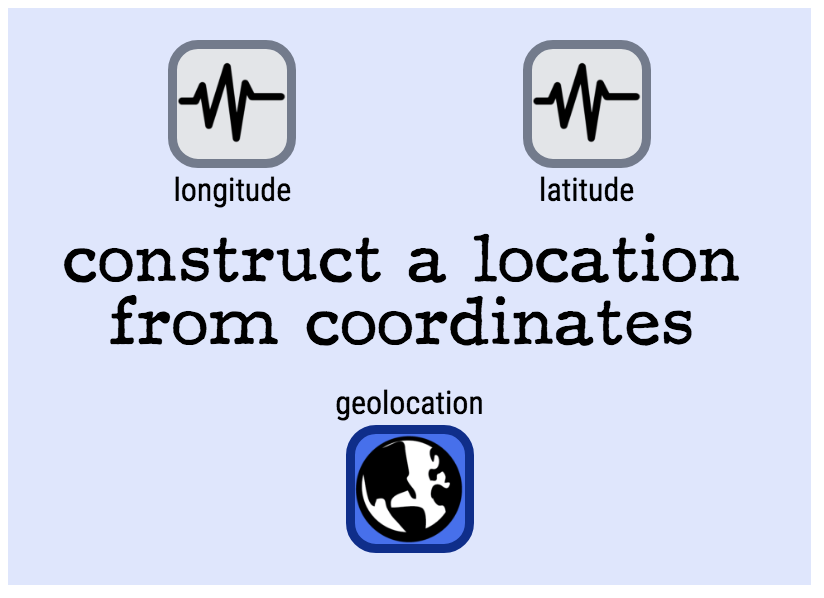 longitude
latitude
construct a location
from coordinates
geolocation